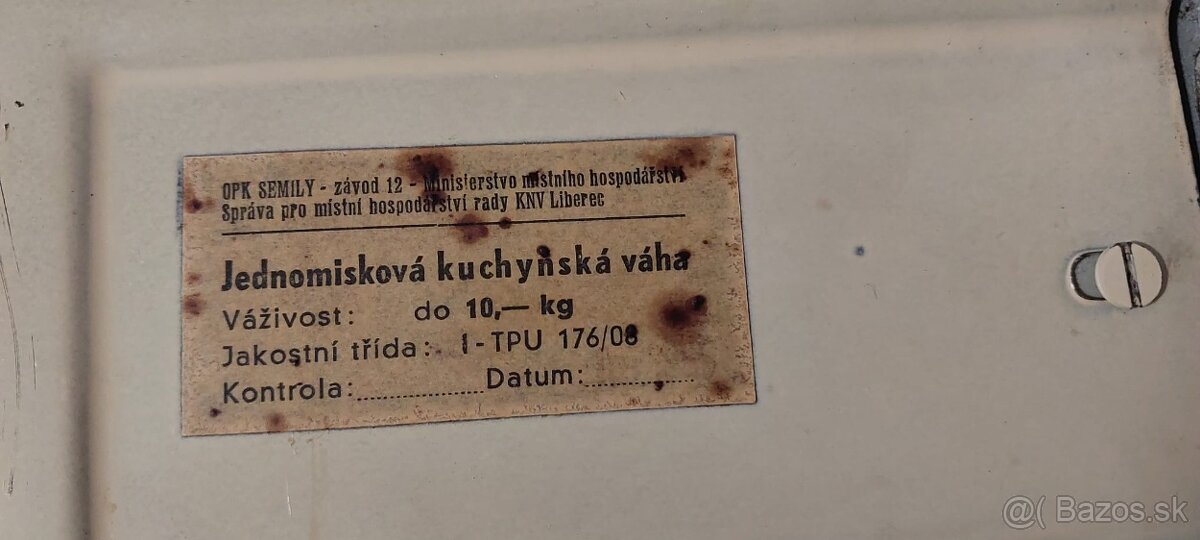 OPK SEMILY - závod 12 - Ministerstvo místního hospodářství
Správa pro místní hospodářství rady KNV Liberec
Jednomisková kuchyňská váha
Váživost: do 10,— kg
Jakostní třída: I - TPU 176/08
Kontrola:.................... Datum:................
@( Bazos.sk